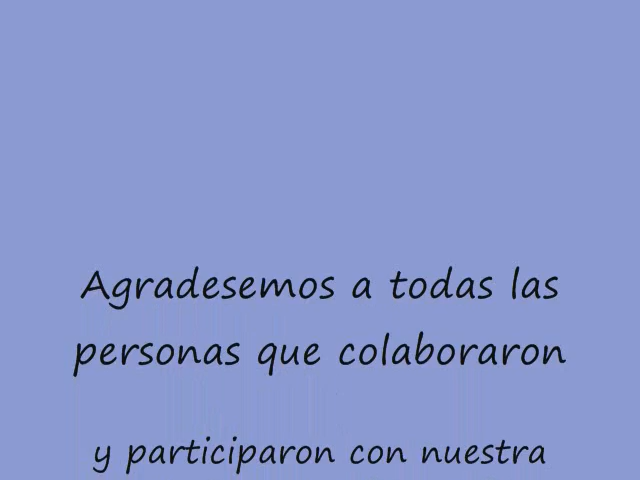 Agradesemos a todas las
personas que colaboraron
y participaron con nuestra